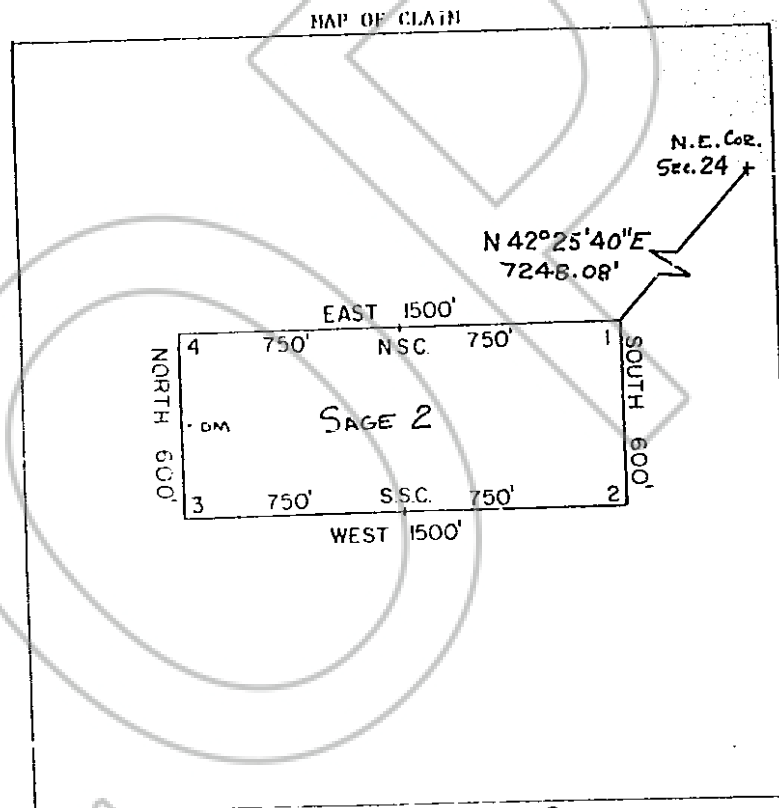 MAP OF CLAIM
N.E. COR.
SEC. 24 +
N 42°25'40"E
7248.08'
EAST 1500'
4 750' N.S.C. 750' 1
NORTH 600'
SOUTH 600'
· DM SAGE 2
3 750' S.S.C. 750' 2
WEST 1500'